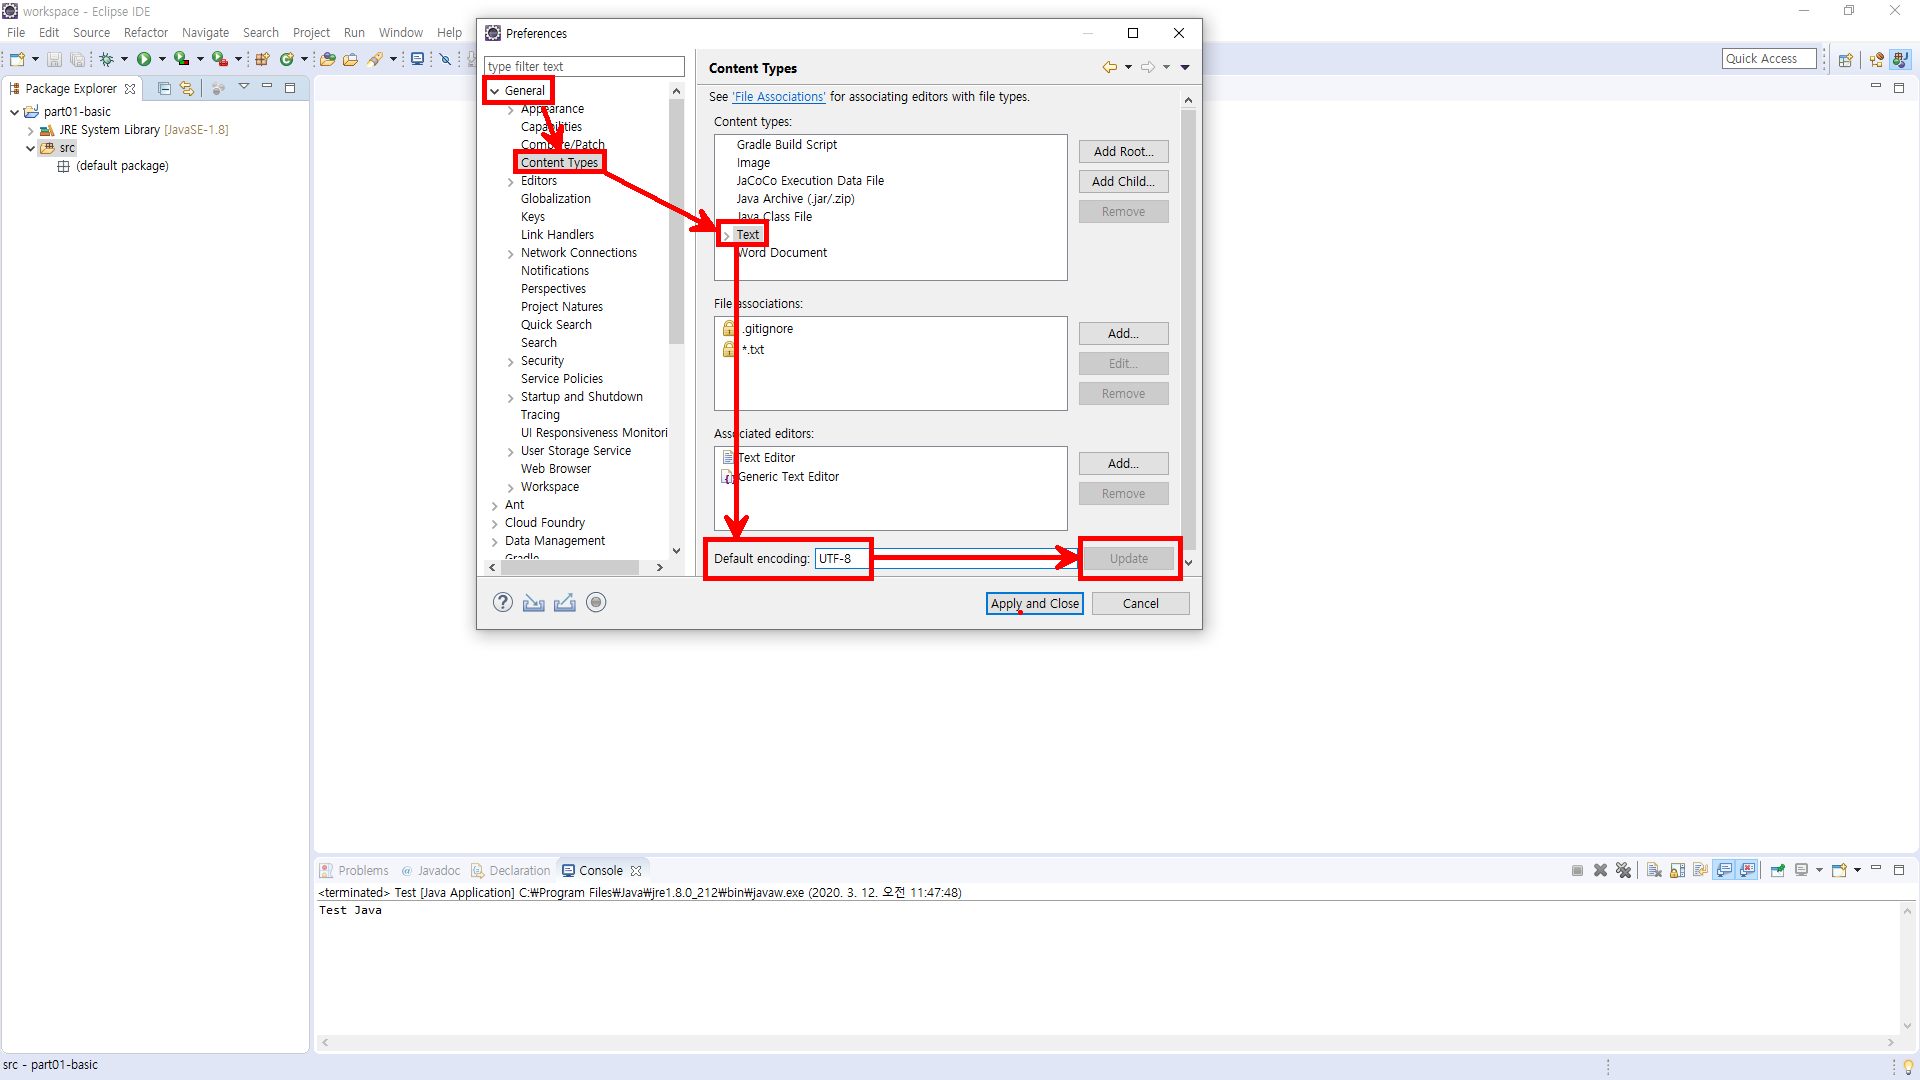 workspace - Eclipse IDE
File Edit Source Refactor Navigate Search Project Run Window Help
Quick Access
Package Explorer
part01-basic
JRE System Library [JavaSE-1.8]
src
(default package)
Preferences
type filter text
General
Appearance
Capabilities
Compare/Patch
Content Types
Editors
Globalization
Keys
Link Handlers
Network Connections
Notifications
Perspectives
Project Natures
Quick Search
Search
Security
Service Policies
Startup and Shutdown
Tracing
UI Responsiveness Monitori
User Storage Service
Web Browser
Workspace
Ant
Cloud Foundry
Data Management
Gradle
Content Types
See 'File Associations' for associating editors with file types.
Content types:
Gradle Build Script
Image
JaCoCo Execution Data File
Java Archive (.jar/.zip)
Java Class File
Text
Word Document
Add Root...
Add Child...
Remove
File associations:
.gitignore
*.txt
Add...
Edit...
Remove
Associated editors:
Text Editor
Generic Text Editor
Add...
Remove
Default encoding: UTF-8 Update
Apply and Close Cancel
Problems @ Javadoc Declaration Console
<terminated> Test [Java Application] C:₩Program Files₩Java₩jre1.8.0_212₩bin₩javaw.exe (2020. 3. 12. 오전 11:47:48)
Test Java
src - part01-basic